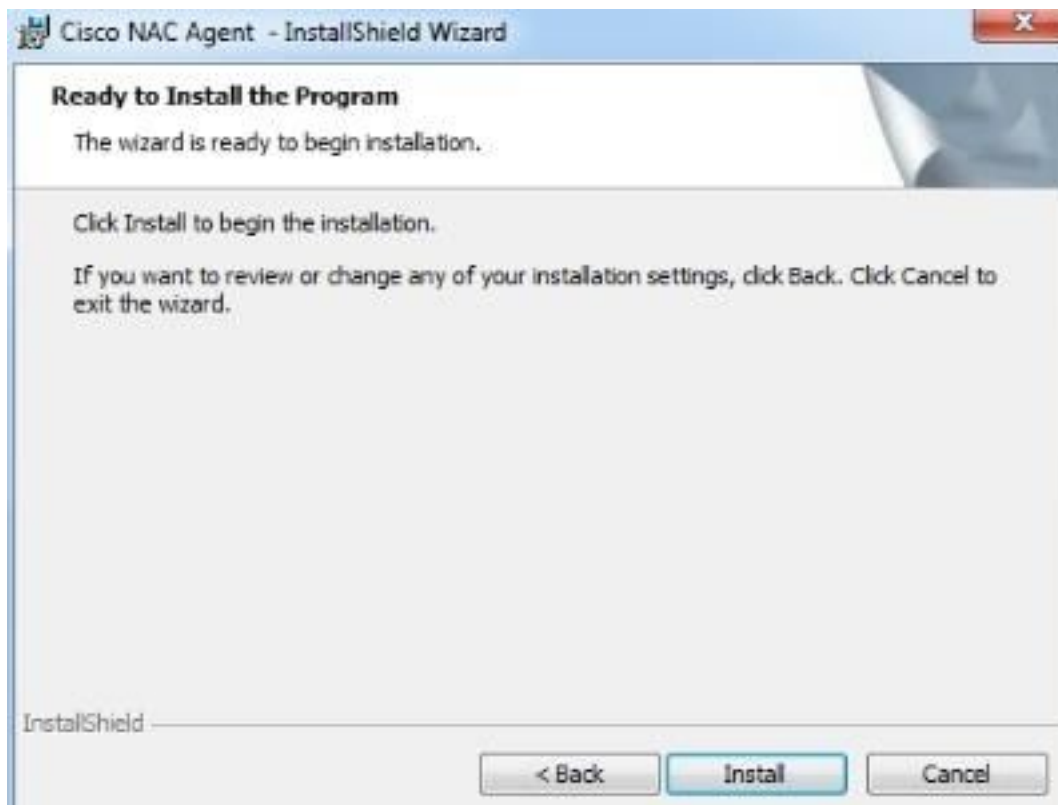 Cisco NAC Agent - InstallShield Wizard
Ready to Install the Program
The wizard is ready to begin installation.
Click Install to begin the installation.
If you want to review or change any of your installation settings, click Back. Click Cancel to
exit the wizard.
InstallShield
< Back
Install
Cancel